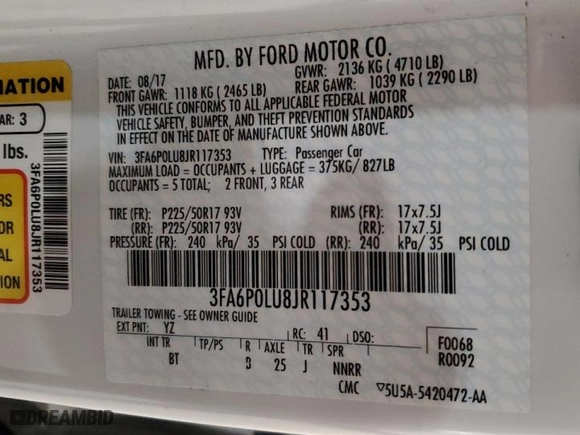 MFD. BY FORD MOTOR CO.
DATE: 08/17 GVWR: 2136 KG ( 4710 LB)
FRONT GAWR: 1118 KG ( 2465 LB) REAR GAWR: 1039 KG ( 2290 LB)
THIS VEHICLE CONFORMS TO ALL APPLICABLE FEDERAL MOTOR
VEHICLE SAFETY, BUMPER, AND THEFT PREVENTION STANDARDS
IN EFFECT ON THE DATE OF MANUFACTURE SHOWN ABOVE.
VIN: 3FA6P0LU8JR117353 TYPE: Passenger Car
MAXIMUM LOAD = OCCUPANTS + LUGGAGE = 375KG/ 827LB
OCCUPANTS = 5 TOTAL; 2 FRONT, 3 REAR
TIRE (FR): P225/50R17 93V RIMS (FR): 17x7.5J
(RR): P225/50R17 93V (RR): 17x7.5J
PRESSURE (FR): 240 kPa/ 35 PSI COLD (RR): 240 kPa/ 35 PSI COLD
3FA6P0LU8JR117353
TRAILER TOWING - SEE OWNER GUIDE
EXT PNT: YZ RC: 41 DSO:
INT TR TP/PS R AXLE TR SPR
BT B 25 J NNRR
F0068
R0092
CMC 5U5A-5420472-AA
MATION
AR: 3
lbs.
3FA6P0LU8JR117353
RS
OR
AL
TION
DREAMBID